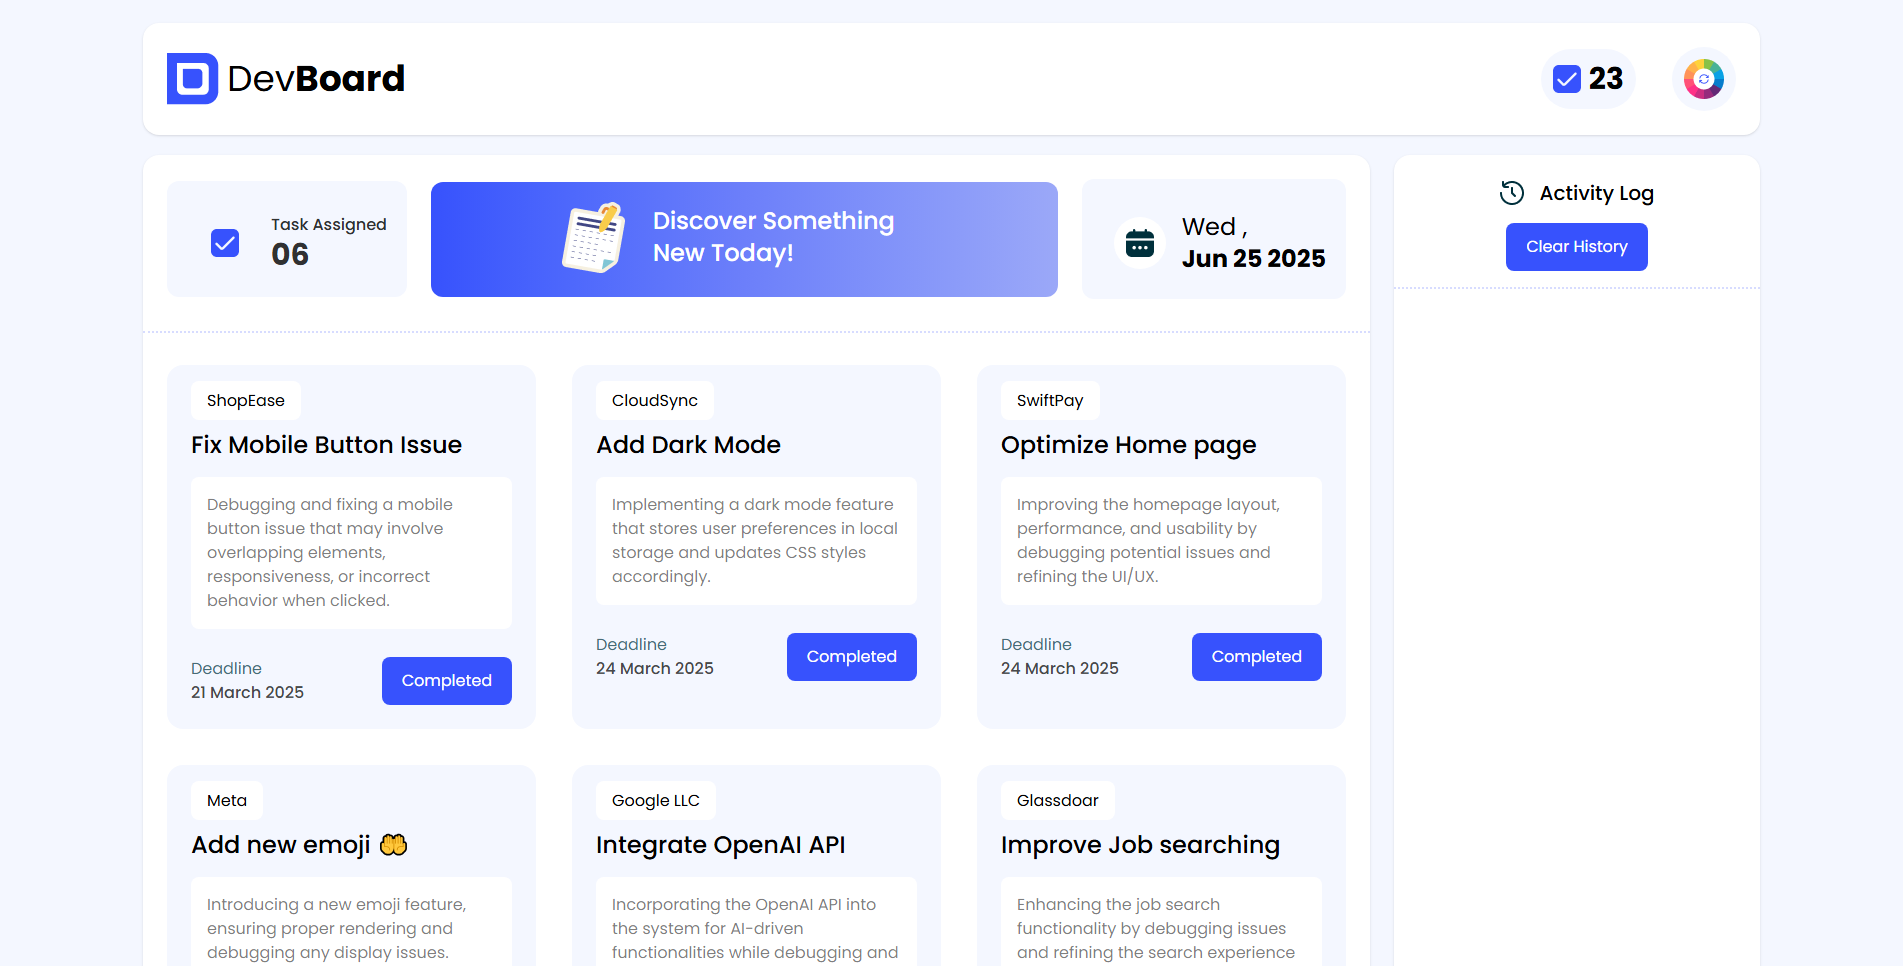 DevBoard
23
Task Assigned
06
Discover Something
New Today!
Wed ,
Jun 25 2025
Activity Log
Clear History
ShopEase
Fix Mobile Button Issue
Debugging and fixing a mobile
button issue that may involve
overlapping elements,
responsiveness, or incorrect
behavior when clicked.
Deadline
21 March 2025
Completed
CloudSync
Add Dark Mode
Implementing a dark mode feature
that stores user preferences in local
storage and updates CSS styles
accordingly.
Deadline
24 March 2025
Completed
SwiftPay
Optimize Home page
Improving the homepage layout,
performance, and usability by
debugging potential issues and
refining the UI/UX.
Deadline
24 March 2025
Completed
Meta
Add new emoji 🤲
Introducing a new emoji feature,
ensuring proper rendering and
debugging any display issues.
Google LLC
Integrate OpenAI API
Incorporating the OpenAI API into
the system for AI-driven
functionalities while debugging and
Glassdoar
Improve Job searching
Enhancing the job search
functionality by debugging issues
and refining the search experience